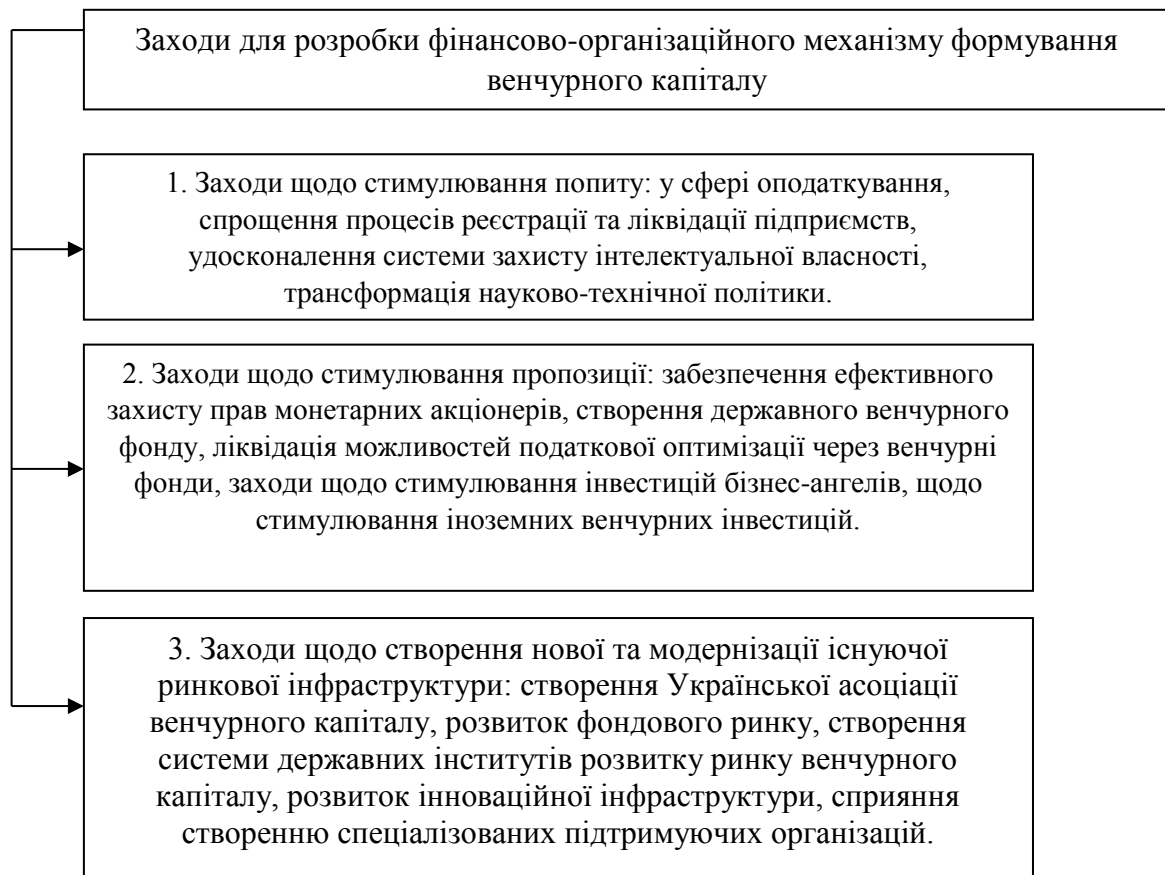 Заходи для розробки фінансово-організаційного механізму формування
венчурного капіталу
1. Заходи щодо стимулювання попиту: у сфері оподаткування,
спрощення процесів реєстрації та ліквідації підприємств,
удосконалення системи захисту інтелектуальної власності,
трансформація науково-технічної політики.
2. Заходи щодо стимулювання пропозиції: забезпечення ефективного
захисту прав монетарних акціонерів, створення державного венчурного
фонду, ліквідація можливостей податкової оптимізації через венчурні
фонди, заходи щодо стимулювання інвестицій бізнес-ангелів, щодо
стимулювання іноземних венчурних інвестицій.
3. Заходи щодо створення нової та модернізації існуючої
ринкової інфраструктури: створення Української асоціації
венчурного капіталу, розвиток фондового ринку, створення
системи державних інститутів розвитку ринку венчурного
капіталу, розвиток інноваційної інфраструктури, сприяння
створенню спеціалізованих підтримуючих організацій.